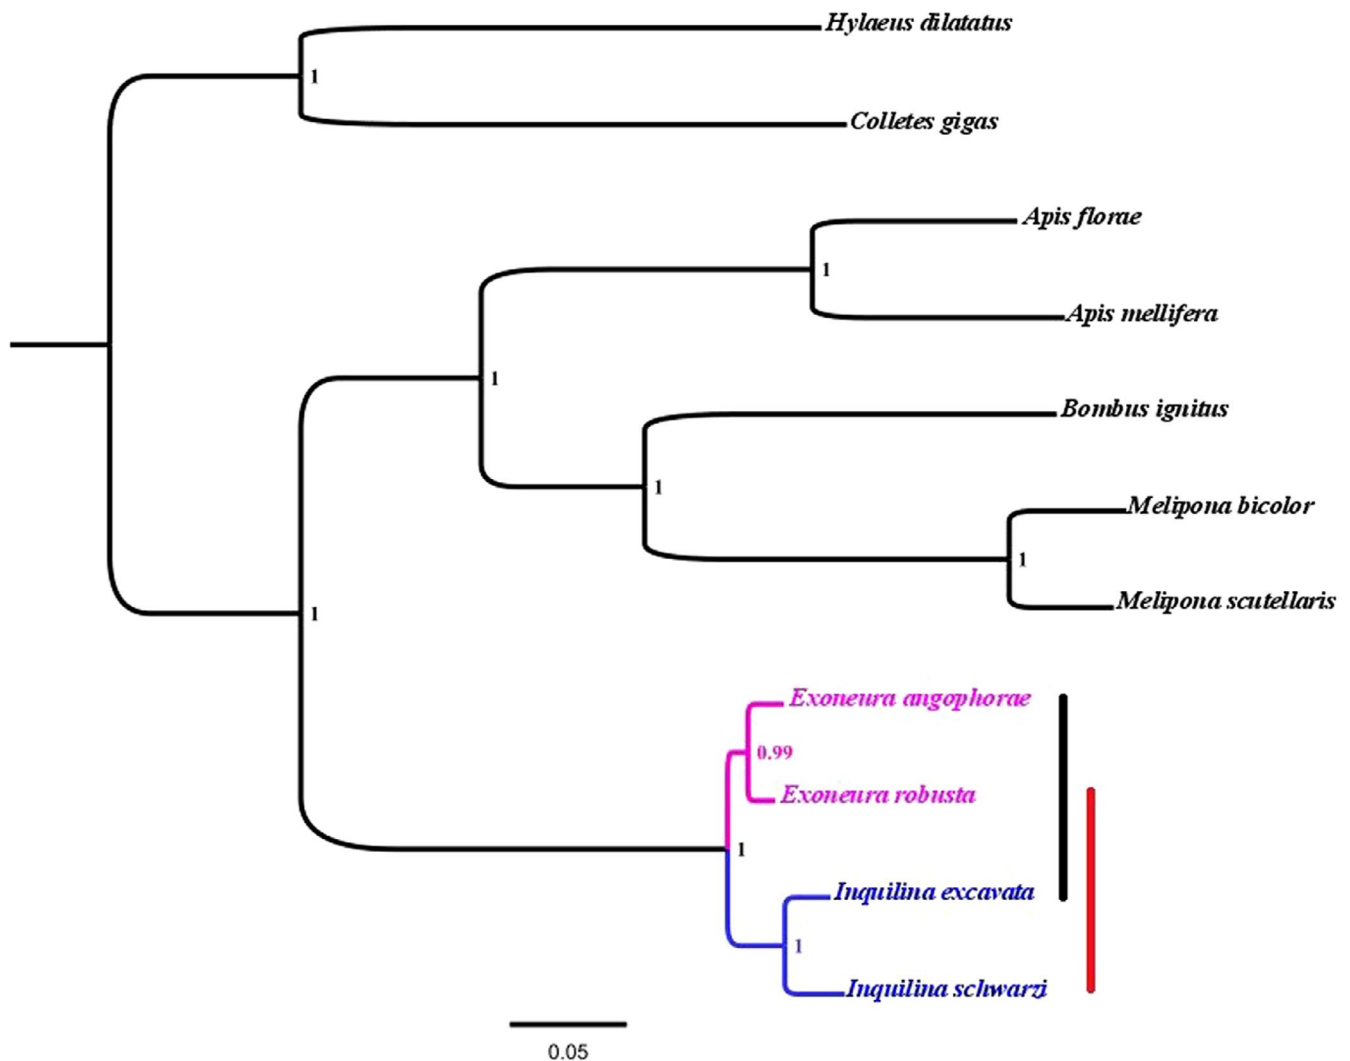 Hylaeus dilatatus
1
Colletes gigas
Apis florae
1
Apis mellifera
1
Bombus ignitus
1
Melipona bicolor
1
Melipona scutellaris
1
Exoneura angophorae
0.99
Exoneura robusta
1
Inquilina excavata
1
Inquilina schwarzi
0.05